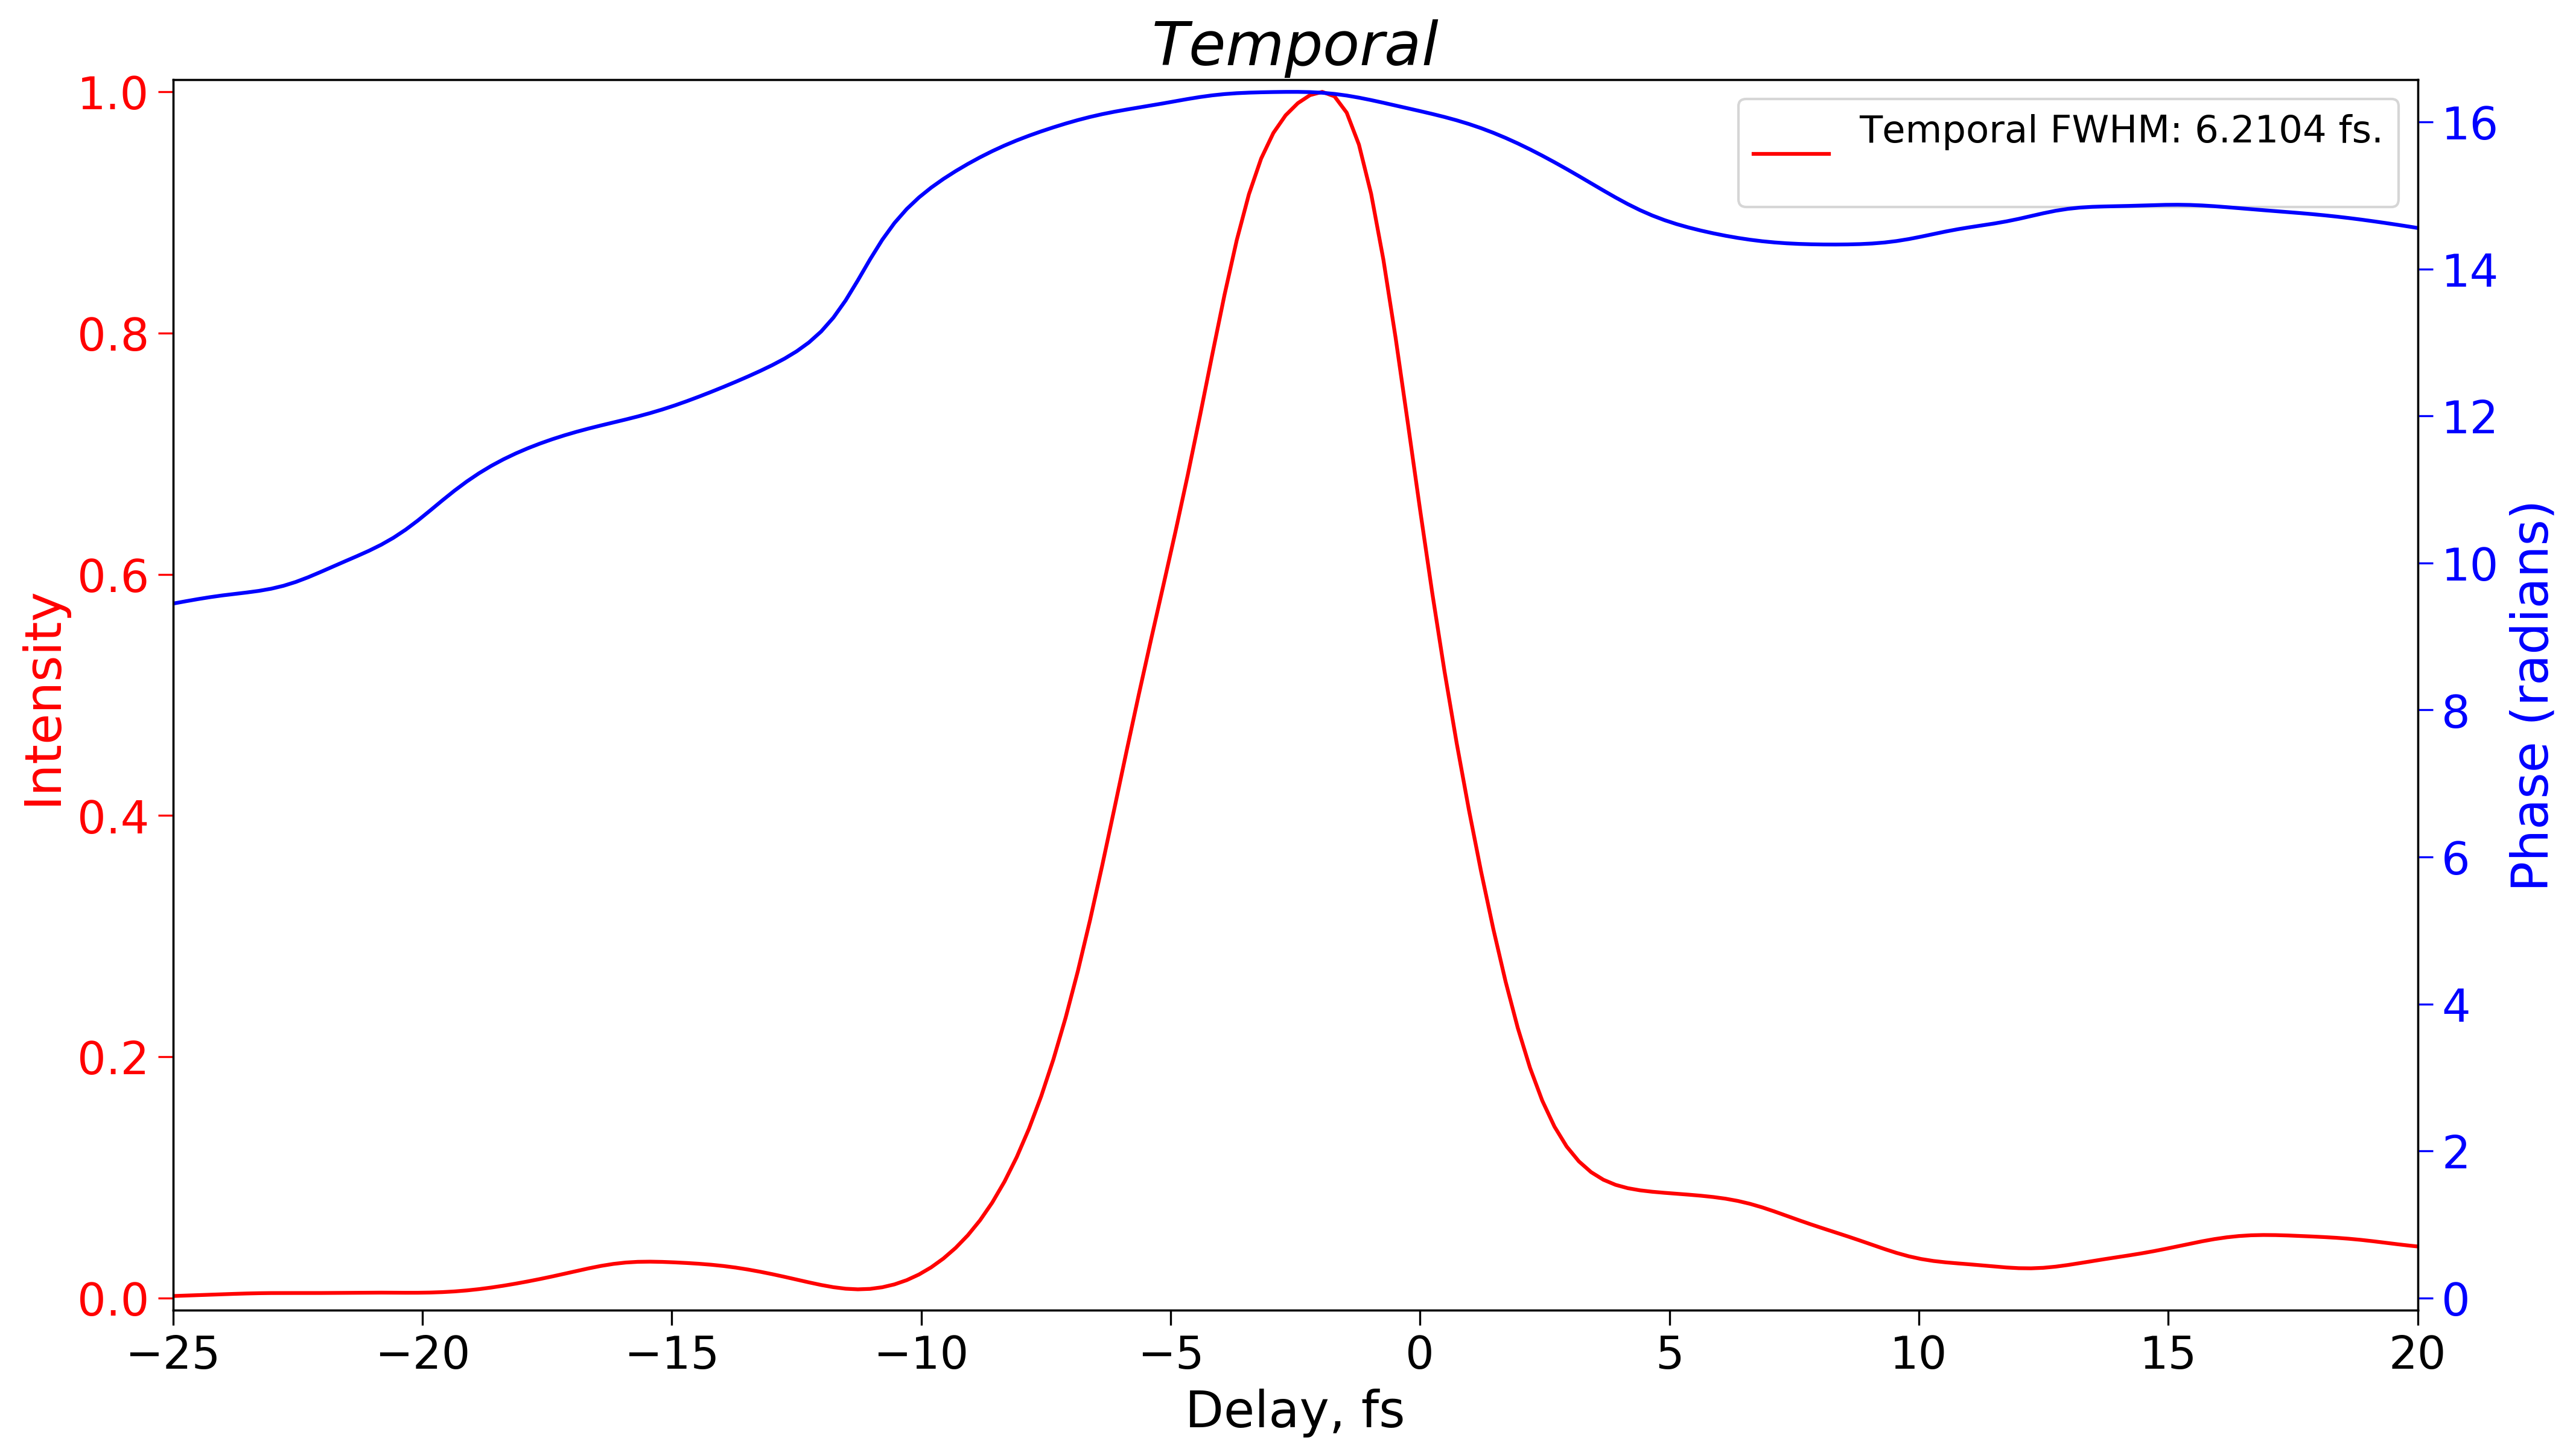 Temporal
Temporal FWHM: 6.2104 fs.
Intensity
1.0
0.8
0.6
0.4
0.2
0.0
Phase (radians)
16
14
12
10
8
6
4
2
0
−25 −20 −15 −10 −5 0 5 10 15 20
Delay, fs